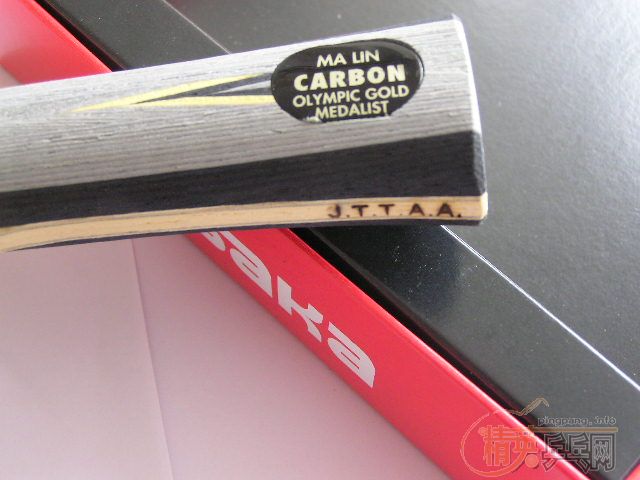 MA LIN
CARBON
OLYMPIC GOLD
MEDALIST
J.T.T.A.A.
saka
pingpang.info
精英乒乓网